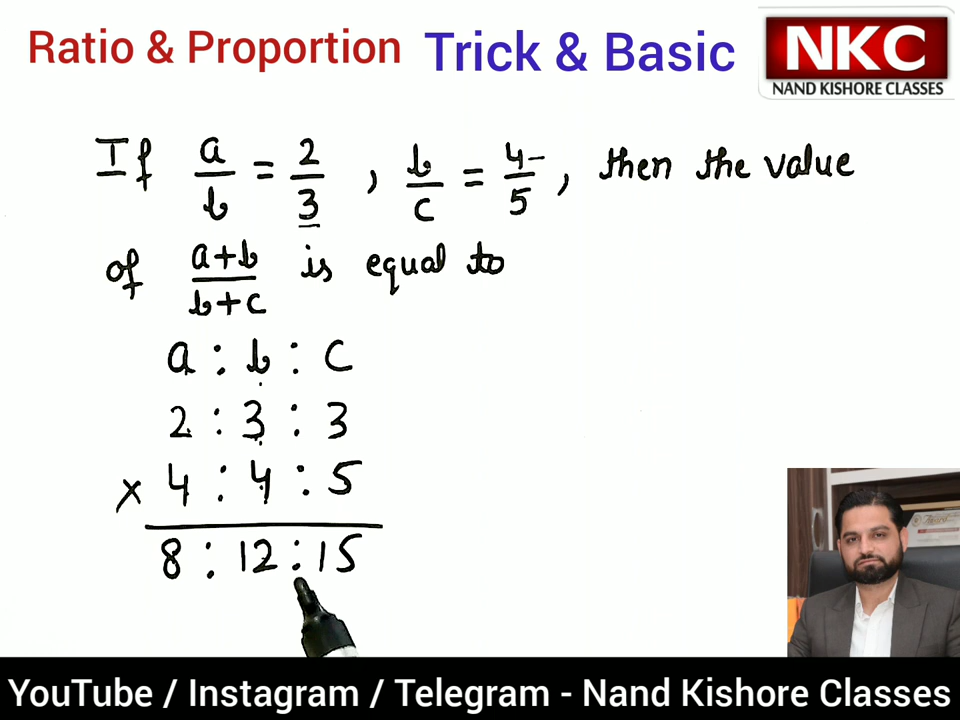 Ratio & Proportion Trick & Basic
NKC
NAND KISHORE CLASSES
If a/b = 2/3 , b/c = 4/5 , then the value
of a+b/b+c is equal to
a : b : c
2 : 3 : 3
× 4 : 4 : 5
8 : 12 : 15
YouTube / Instagram / Telegram - Nand Kishore Classes